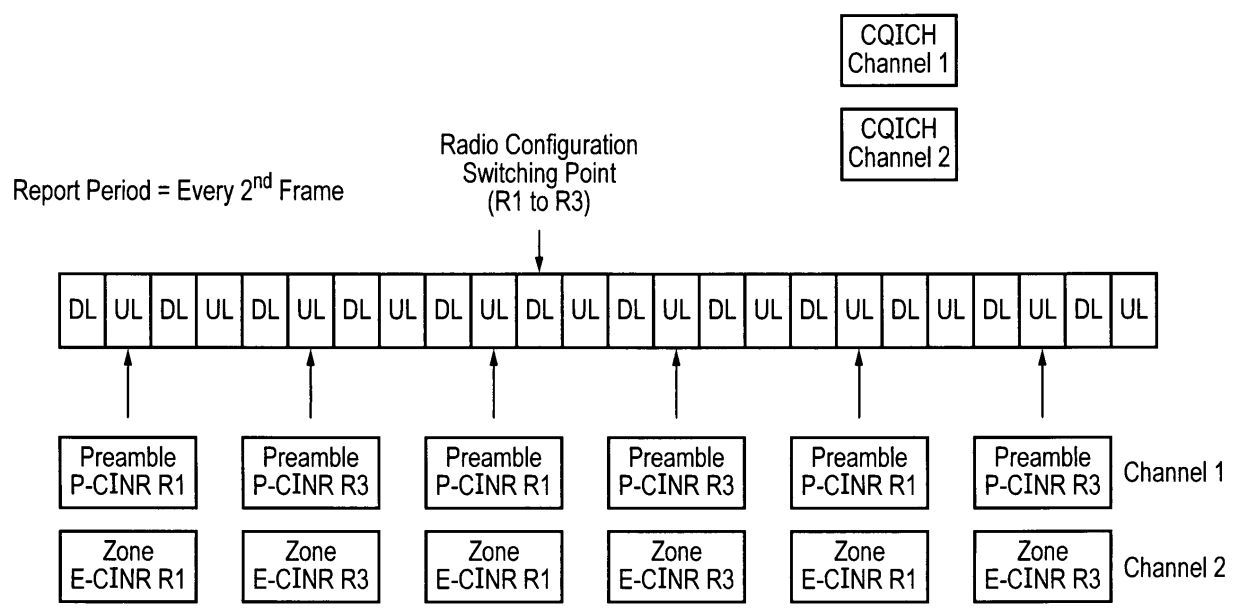 CQICH
Channel 1
CQICH
Channel 2
Radio Configuration
Switching Point
(R1 to R3)
Report Period = Every 2nd Frame
DL UL DL UL DL UL DL UL DL UL DL UL DL UL DL UL DL UL DL UL DL UL DL UL
Preamble
P-CINR R1
Preamble
P-CINR R3
Preamble
P-CINR R1
Preamble
P-CINR R3
Preamble
P-CINR R1
Preamble
P-CINR R3
Channel 1
Zone
E-CINR R1
Zone
E-CINR R3
Zone
E-CINR R1
Zone
E-CINR R3
Zone
E-CINR R1
Zone
E-CINR R3
Channel 2